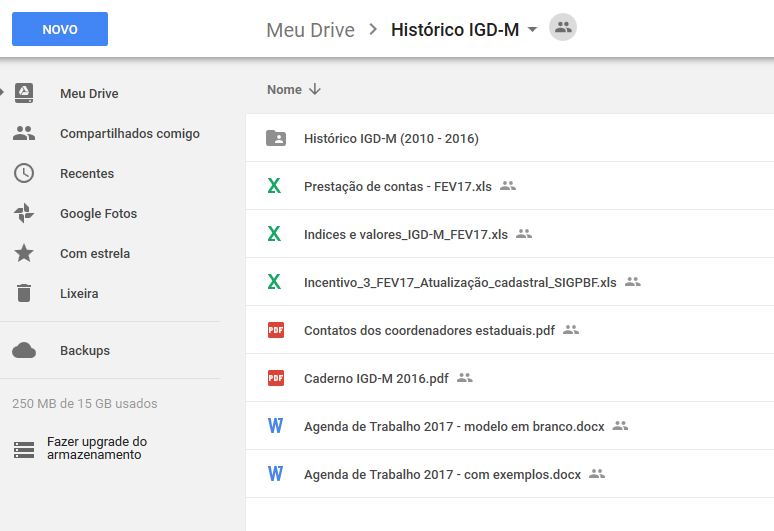 NOVO
Meu Drive > Histórico IGD-M
Meu Drive
Compartilhados comigo
Recentes
Google Fotos
Com estrela
Lixeira
Backups
250 MB de 15 GB usados
Fazer upgrade do
armazenamento
Nome
Histórico IGD-M (2010 - 2016)
Prestação de contas - FEV17.xls
Indices e valores_IGD-M_FEV17.xls
Incentivo_3_FEV17_Atualização_cadastral_SIGPBF.xls
PDF Contatos dos coordenadores estaduais.pdf
PDF Caderno IGD-M 2016.pdf
W Agenda de Trabalho 2017 - modelo em branco.docx
W Agenda de Trabalho 2017 - com exemplos.docx